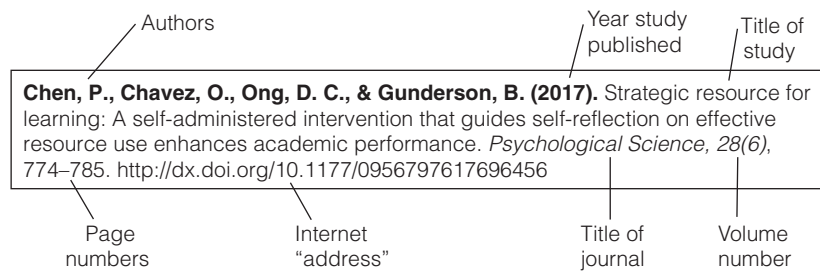 Authors
Year study
published
Title of
study
Chen, P., Chavez, O., Ong, D. C., & Gunderson, B. (2017). Strategic resource for
learning: A self-administered intervention that guides self-reflection on effective
resource use enhances academic performance. Psychological Science, 28(6),
774–785. http://dx.doi.org/10.1177/0956797617696456
Page
numbers
Internet
“address”
Title of
journal
Volume
number